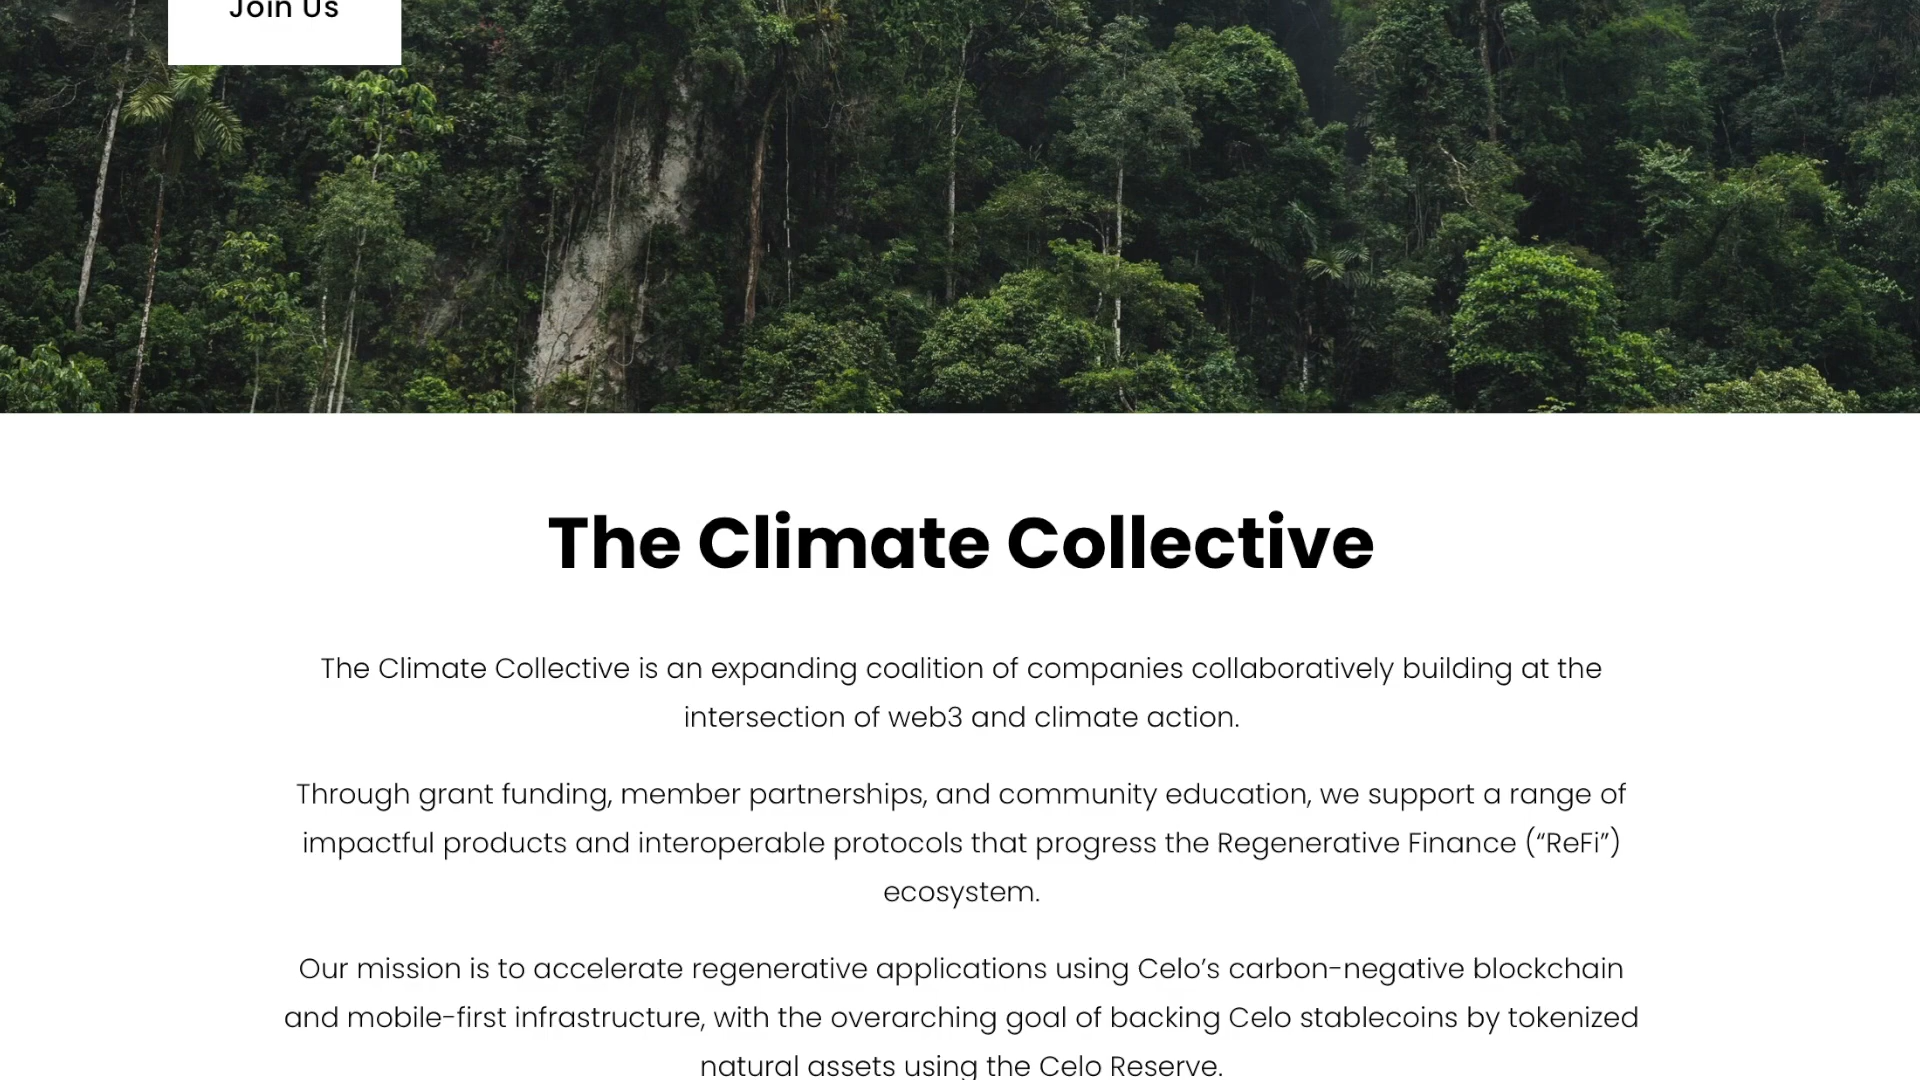 Join Us
The Climate Collective
The Climate Collective is an expanding coalition of companies collaboratively building at the
intersection of web3 and climate action.
Through grant funding, member partnerships, and community education, we support a range of
impactful products and interoperable protocols that progress the Regenerative Finance (“ReFi”)
ecosystem.
Our mission is to accelerate regenerative applications using Celo’s carbon-negative blockchain
and mobile-first infrastructure, with the overarching goal of backing Celo stablecoins by tokenized
natural assets using the Celo Reserve.